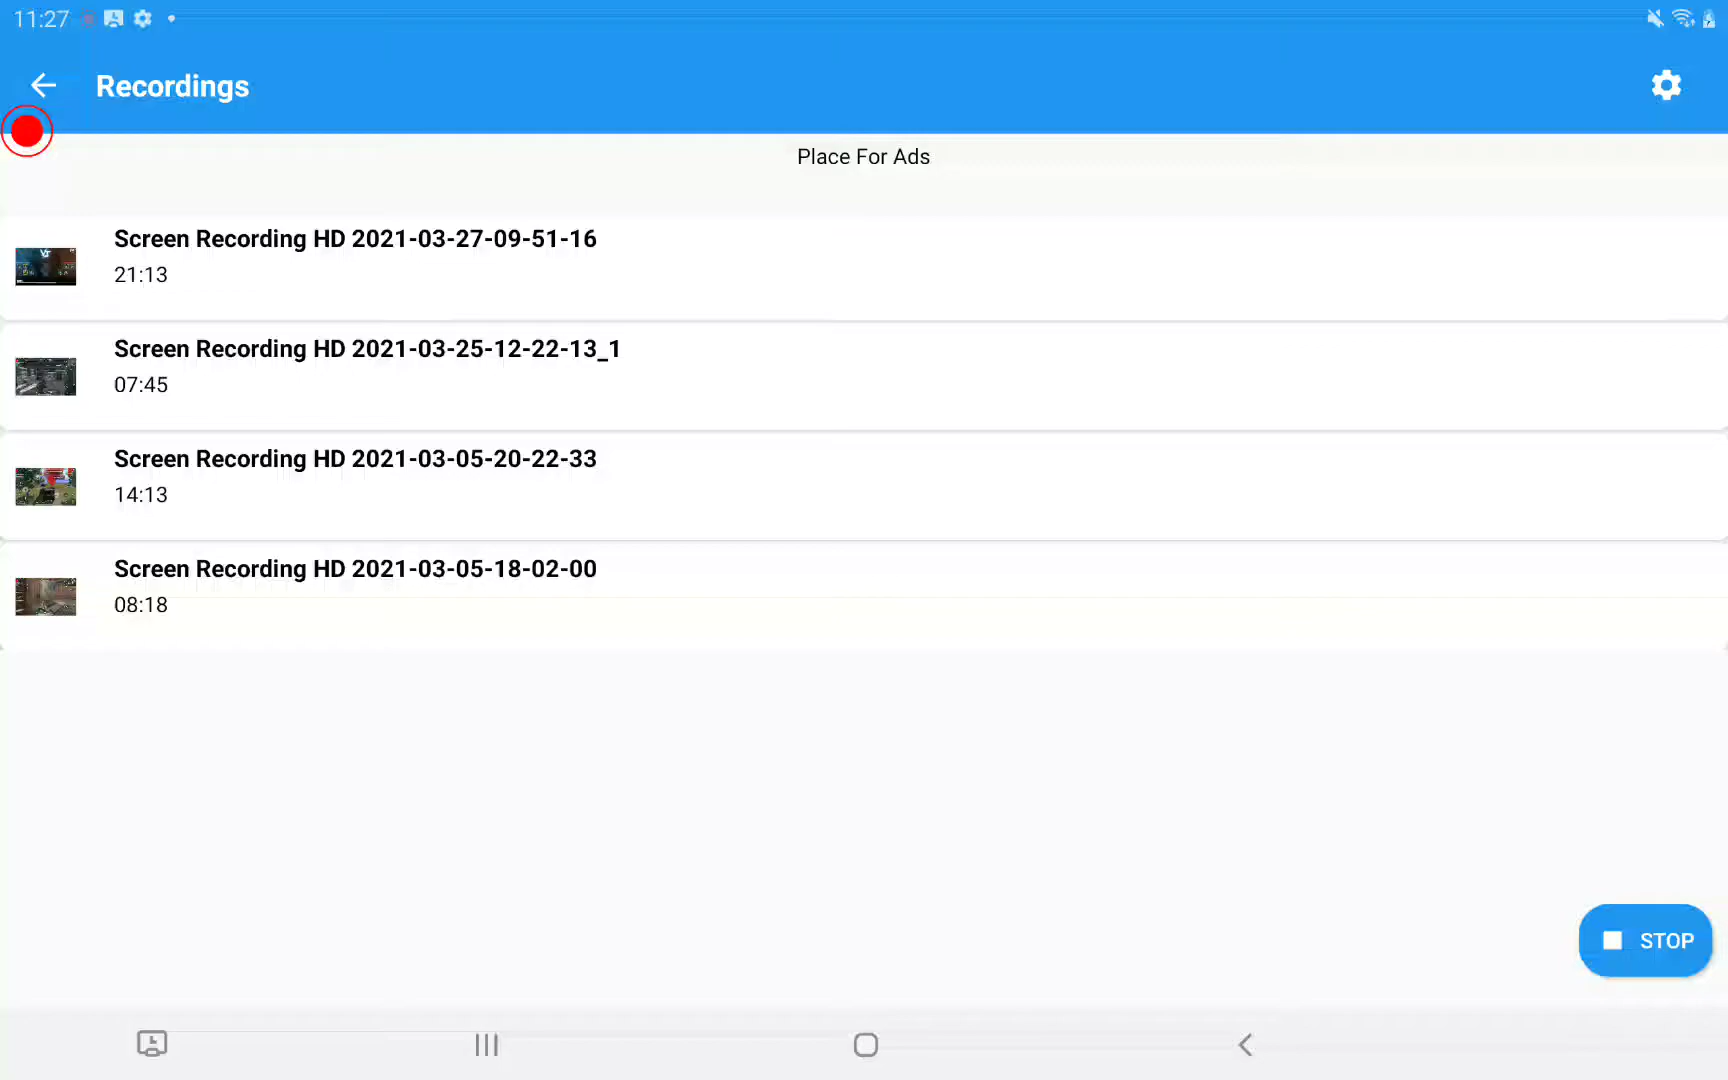 11:27
Recordings
Place For Ads
Screen Recording HD 2021-03-27-09-51-16
21:13
Screen Recording HD 2021-03-25-12-22-13_1
07:45
Screen Recording HD 2021-03-05-20-22-33
14:13
Screen Recording HD 2021-03-05-18-02-00
08:18
STOP